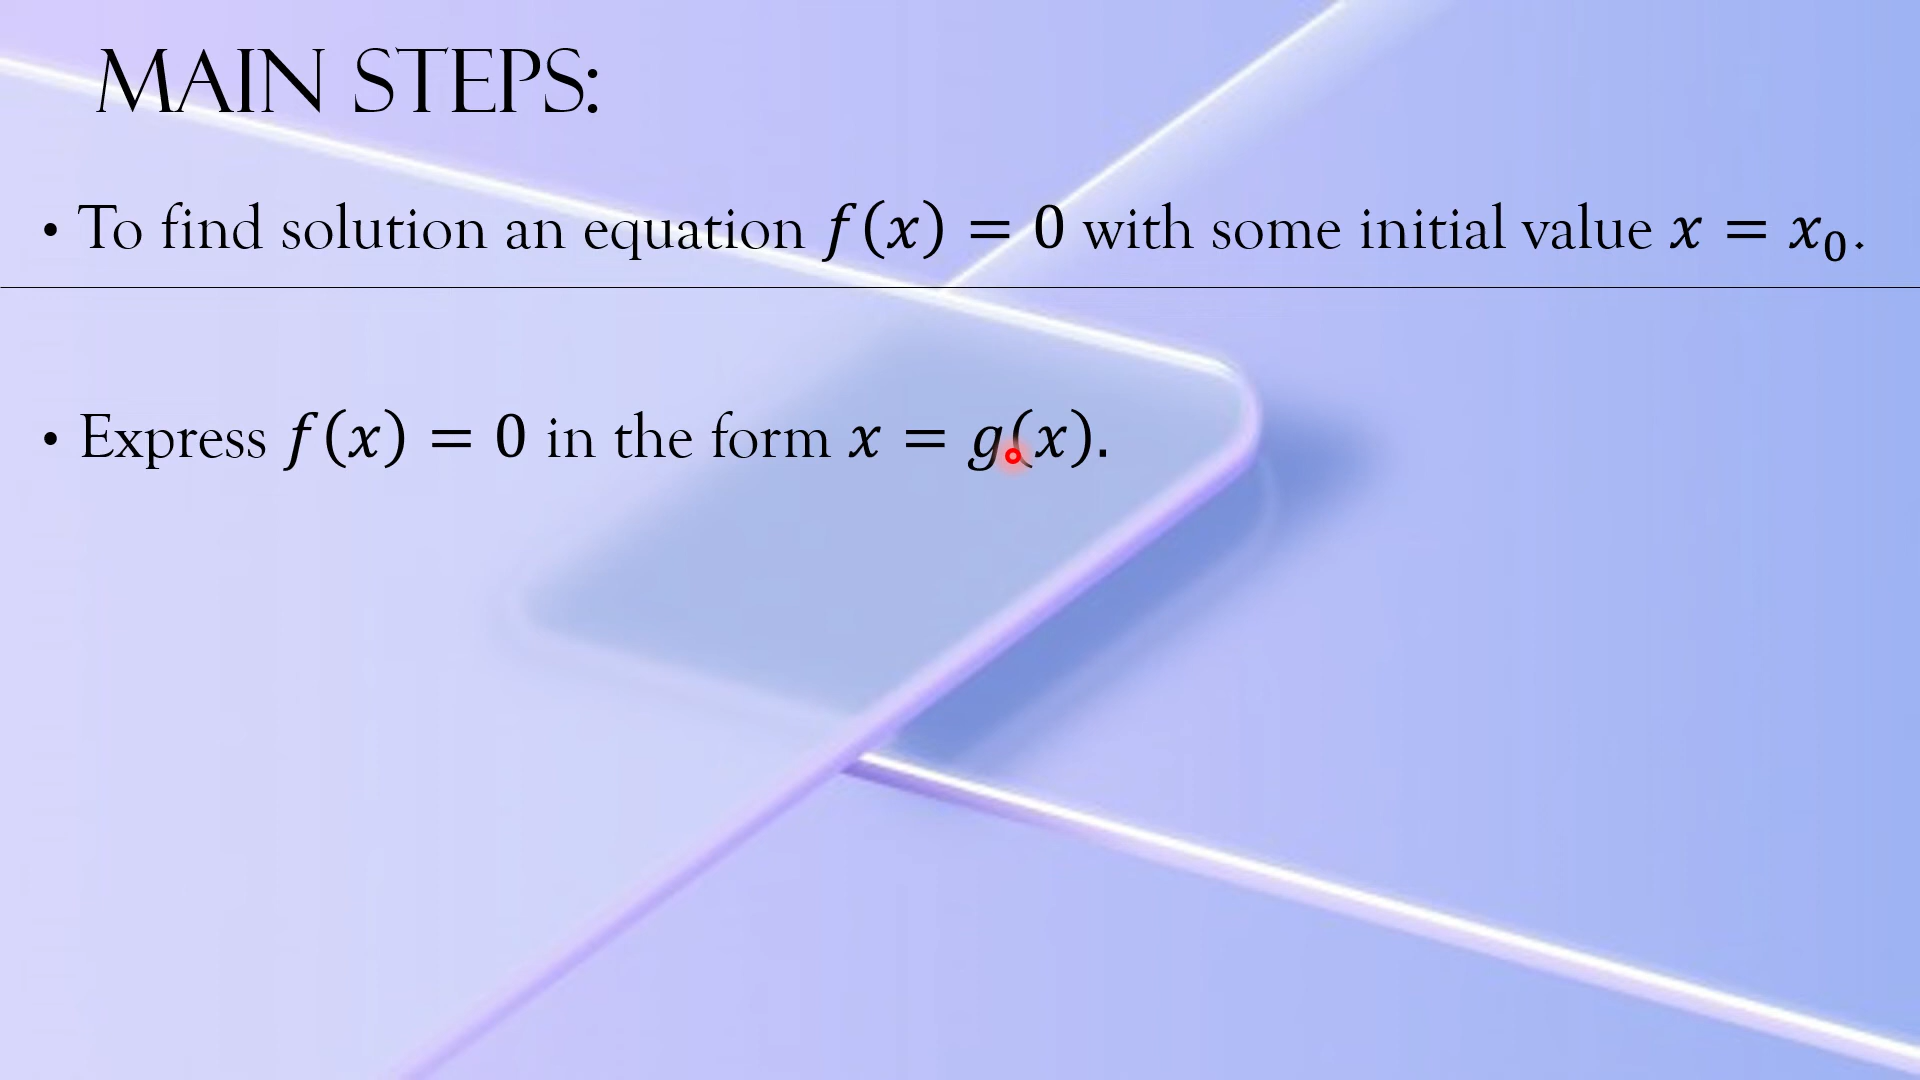 MAIN STEPS:
• To find solution an equation f(x) = 0 with some initial value x = x₀.
• Express f(x) = 0 in the form x = g(x).